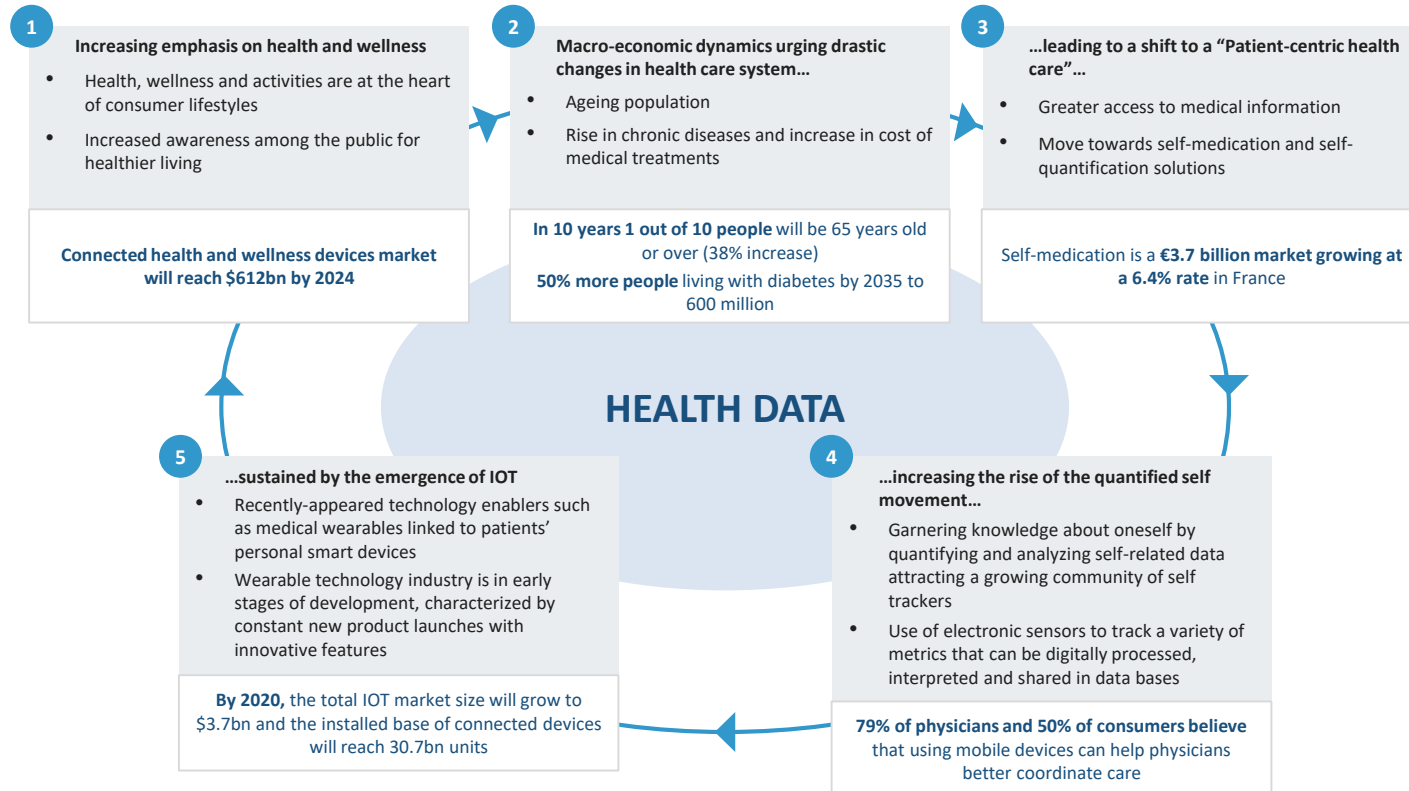 1
Increasing emphasis on health and wellness
• Health, wellness and activities are at the heart
of consumer lifestyles
• Increased awareness among the public for
healthier living
Connected health and wellness devices market
will reach $612bn by 2024
2
Macro-economic dynamics urging drastic
changes in health care system…
• Ageing population
• Rise in chronic diseases and increase in cost of
medical treatments
In 10 years 1 out of 10 people will be 65 years old
or over (38% increase)
50% more people living with diabetes by 2035 to
600 million
3
…leading to a shift to a “Patient-centric health
care”…
• Greater access to medical information
• Move towards self-medication and self-
quantification solutions
Self-medication is a €3.7 billion market growing at
a 6.4% rate in France
HEALTH DATA
4
…increasing the rise of the quantified self
movement…
• Garnering knowledge about oneself by
quantifying and analyzing self-related data
attracting a growing community of self
trackers
• Use of electronic sensors to track a variety of
metrics that can be digitally processed,
interpreted and shared in data bases
79% of physicians and 50% of consumers believe
that using mobile devices can help physicians
better coordinate care
5
…sustained by the emergence of IOT
• Recently-appeared technology enablers such
as medical wearables linked to patients’
personal smart devices
• Wearable technology industry is in early
stages of development, characterized by
constant new product launches with
innovative features
By 2020, the total IOT market size will grow to
$3.7bn and the installed base of connected devices
will reach 30.7bn units